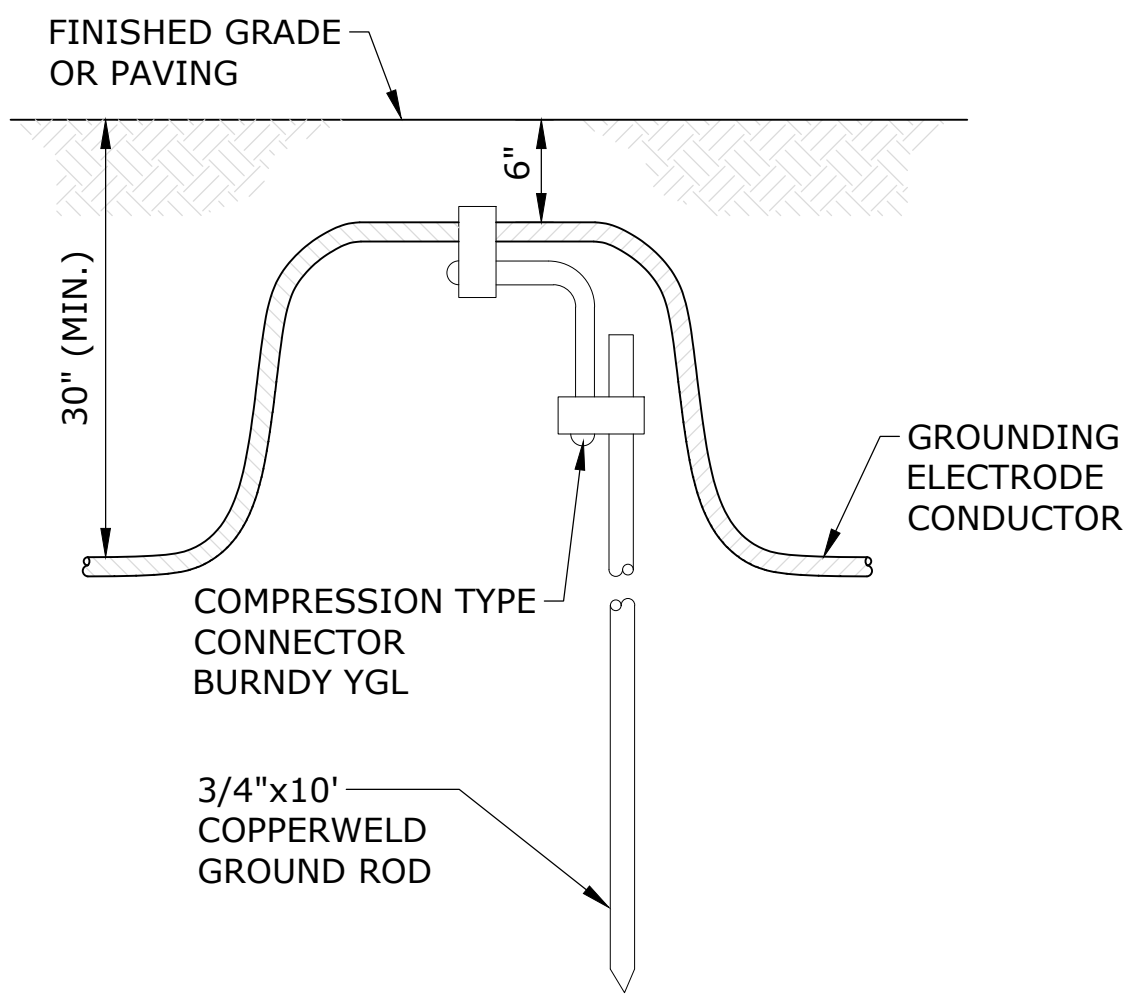 FINISHED GRADE
OR PAVING
6"
30" (MIN.)
GROUNDING
ELECTRODE
CONDUCTOR
COMPRESSION TYPE
CONNECTOR
BURNDY YGL
3/4"x10'
COPPERWELD
GROUND ROD